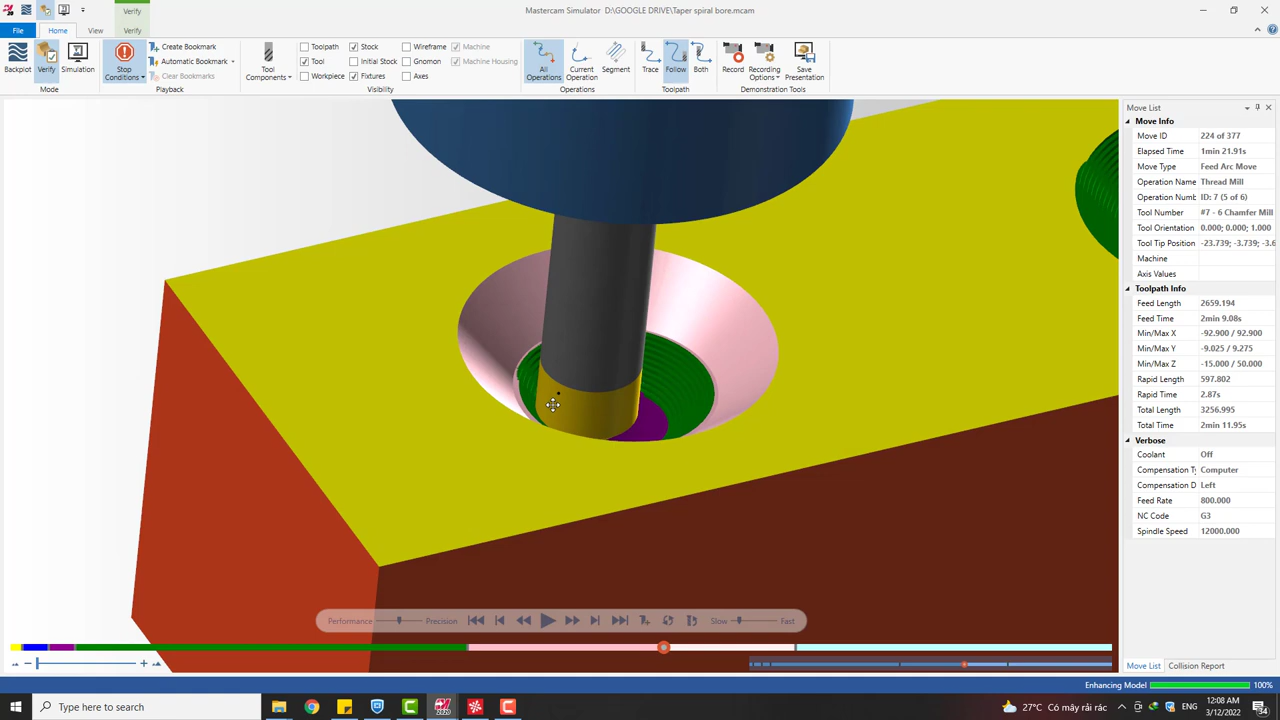 Verify
Mastercam Simulator D:\GOOGLE DRIVE\Taper spiral bore.mcam
File
Home
View
Verify
Backplot
Verify
Simulation
Mode
Stop Conditions
Create Bookmark
Automatic Bookmark
Clear Bookmarks
Playback
Tool Components
Toolpath
Tool
Workpiece
Stock
Initial Stock
Fixtures
Wireframe
Gnomon
Axes
Machine
Machine Housing
Visibility
All Operations
Current Operation
Segment
Operations
Trace
Follow
Both
Toolpath
Record
Recording Options
Save Presentation
Demonstration Tools
Move List
Move Info
Move ID 224 of 377
Elapsed Time 1min 21.91s
Move Type Feed Arc Move
Operation Name Thread Mill
Operation Numb ID: 7 (5 of 6)
Tool Number #7 - 6 Chamfer Mill
Tool Orientation 0.000; 0.000; 1.000
Tool Tip Position -23.739; -3.739; -3.6
Machine
Axis Values
Toolpath Info
Feed Length 2659.194
Feed Time 2min 9.08s
Min/Max X -92.900 / 92.900
Min/Max Y -9.025 / 9.275
Min/Max Z -15.000 / 50.000
Rapid Length 597.802
Rapid Time 2.87s
Total Length 3256.995
Total Time 2min 11.95s
Verbose
Coolant Off
Compensation Ty Computer
Compensation D Left
Feed Rate 800.000
NC Code G3
Spindle Speed 12000.000
Performance Precision
Slow Fast
Move List Collision Report
Enhancing Model 100%
Type here to search
2020
27°C Có mây rải rác
ENG
12:08 AM
3/12/2022